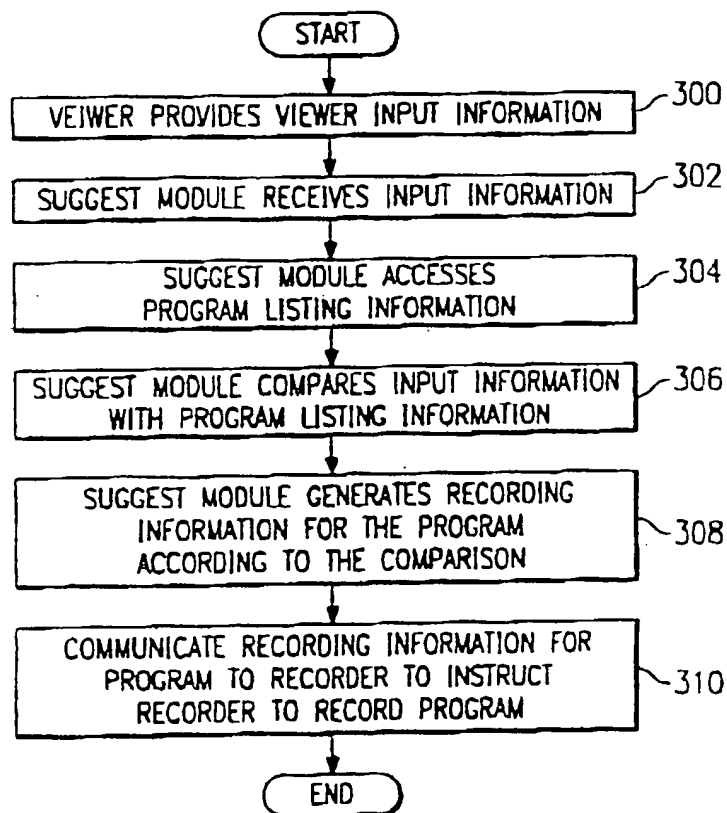 START
VEIWER PROVIDES VIEWER INPUT INFORMATION
300
SUGGEST MODULE RECEIVES INPUT INFORMATION
302
SUGGEST MODULE ACCESSES
PROGRAM LISTING INFORMATION
304
SUGGEST MODULE COMPARES INPUT INFORMATION
WITH PROGRAM LISTING INFORMATION
306
SUGGEST MODULE GENERATES RECORDING
INFORMATION FOR THE PROGRAM
ACCORDING TO THE COMPARISON
308
COMMUNICATE RECORDING INFORMATION FOR
PROGRAM TO RECORDER TO INSTRUCT
RECORDER TO RECORD PROGRAM
310
END